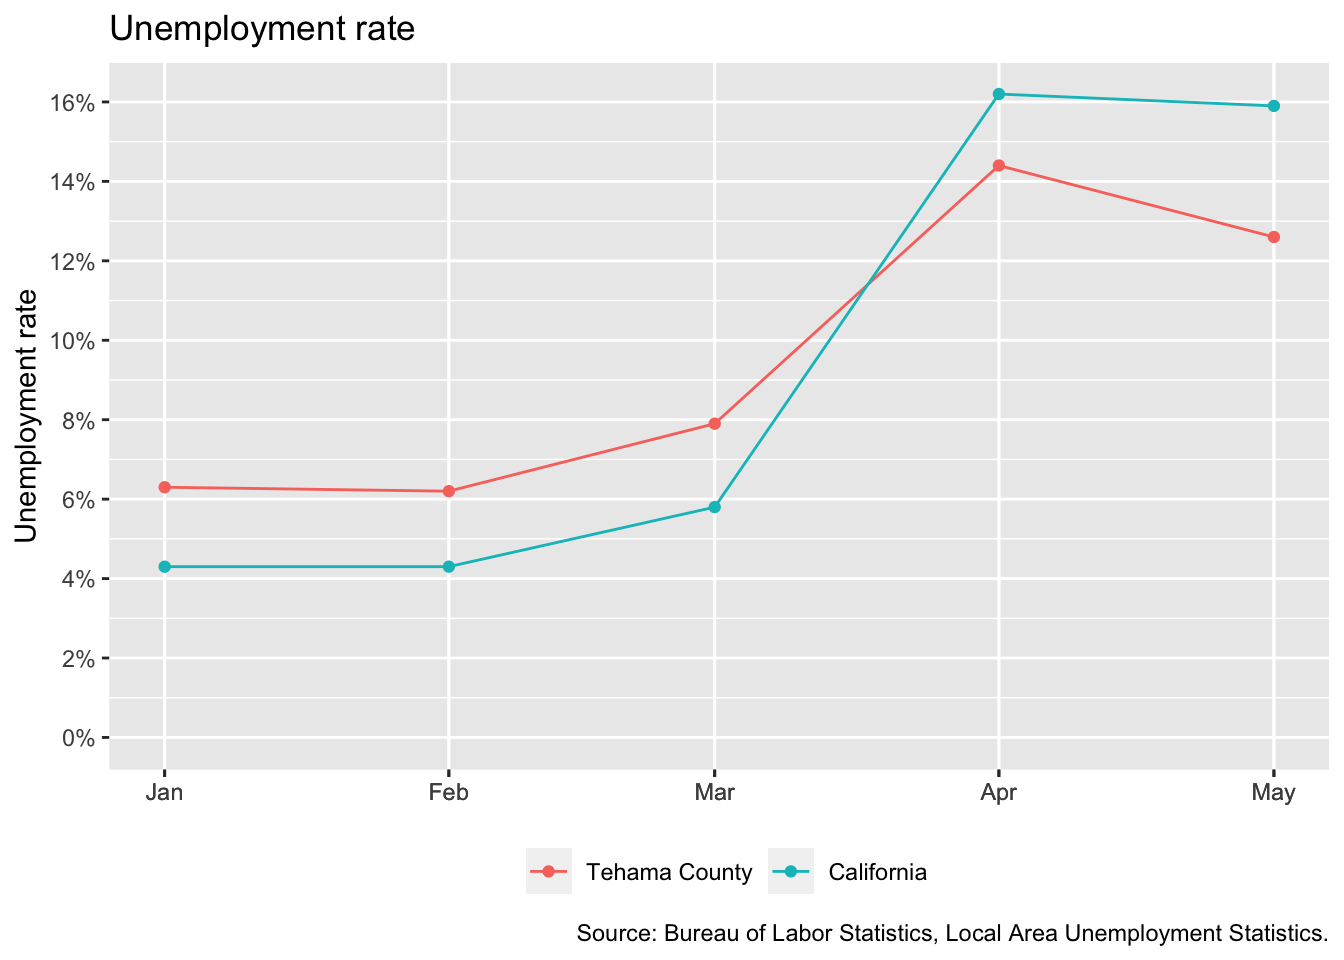 Unemployment rate
Unemployment rate
16%
14%
12%
10%
8%
6%
4%
2%
0%
Jan Feb Mar Apr May
Tehama County California
Source: Bureau of Labor Statistics, Local Area Unemployment Statistics.